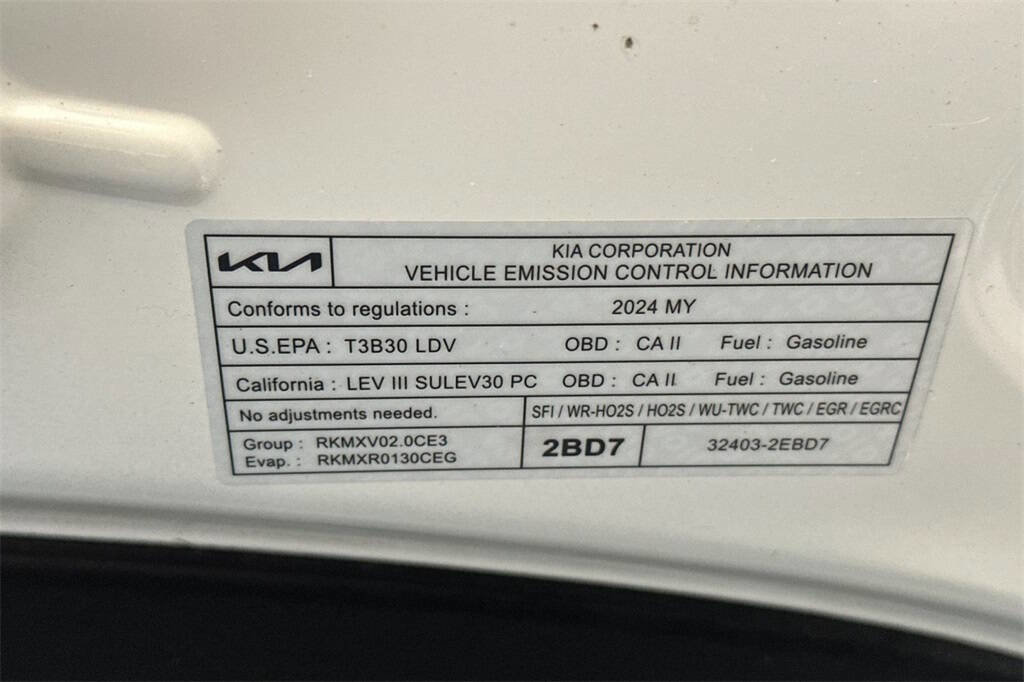 KIA
KIA CORPORATION
VEHICLE EMISSION CONTROL INFORMATION
Conforms to regulations : 2024 MY
U.S.EPA : T3B30 LDV OBD : CA II Fuel : Gasoline
California : LEV III SULEV30 PC OBD : CA II Fuel : Gasoline
No adjustments needed. SFI / WR-HO2S / HO2S / WU-TWC / TWC / EGR / EGRC
Group : RKMXV02.0CE3
Evap. : RKMXR0130CEG
2BD7 32403-2EBD7